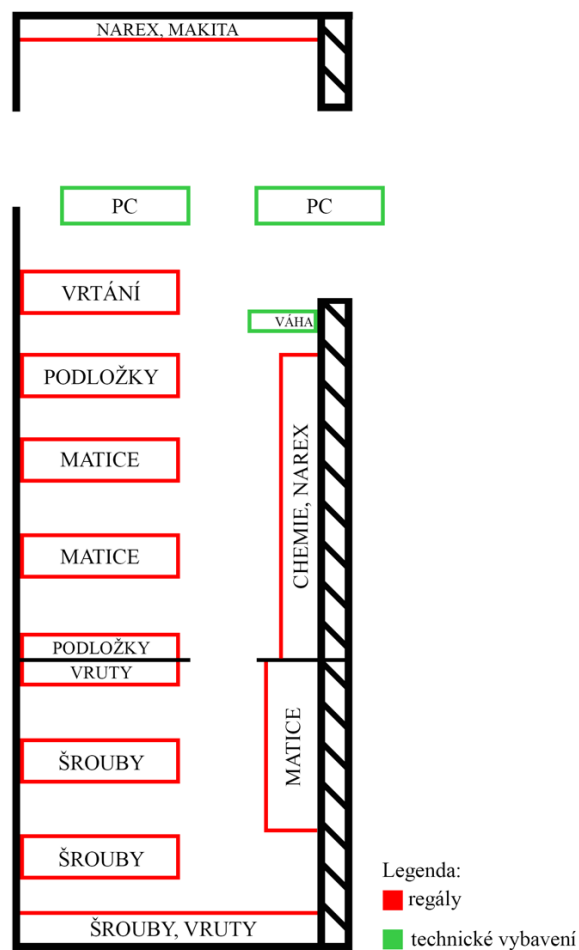 NAREX, MAKITA
PC
PC
VRTÁNÍ
VÁHA
PODLOŽKY
CHEMIE, NAREX
MATICE
MATICE
PODLOŽKY
VRUTY
MATICE
ŠROUBY
ŠROUBY
ŠROUBY, VRUTY
Legenda:
regály
technické vybavení